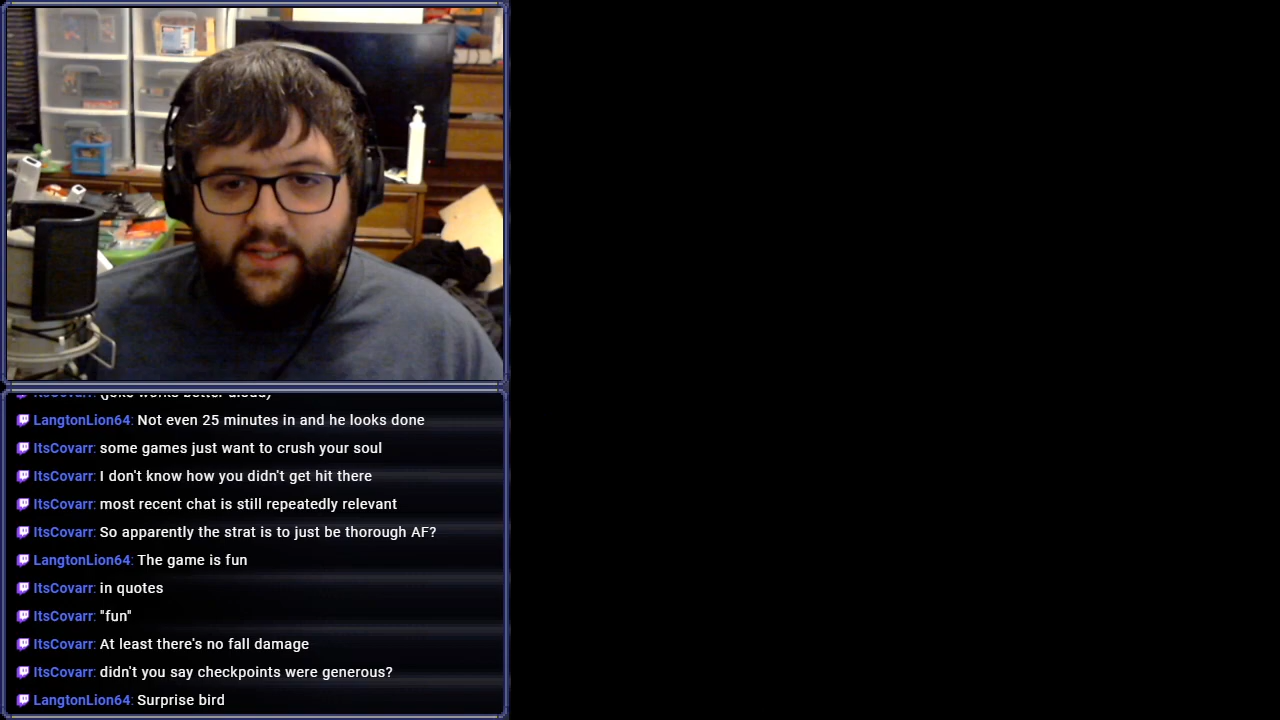 LangtonLion64: Not even 25 minutes in and he looks done
ItsCovarr: some games just want to crush your soul
ItsCovarr: I don't know how you didn't get hit there
ItsCovarr: most recent chat is still repeatedly relevant
ItsCovarr: So apparently the strat is to just be thorough AF?
LangtonLion64: The game is fun
ItsCovarr: in quotes
ItsCovarr: "fun"
ItsCovarr: At least there's no fall damage
ItsCovarr: didn't you say checkpoints were generous?
LangtonLion64: Surprise bird